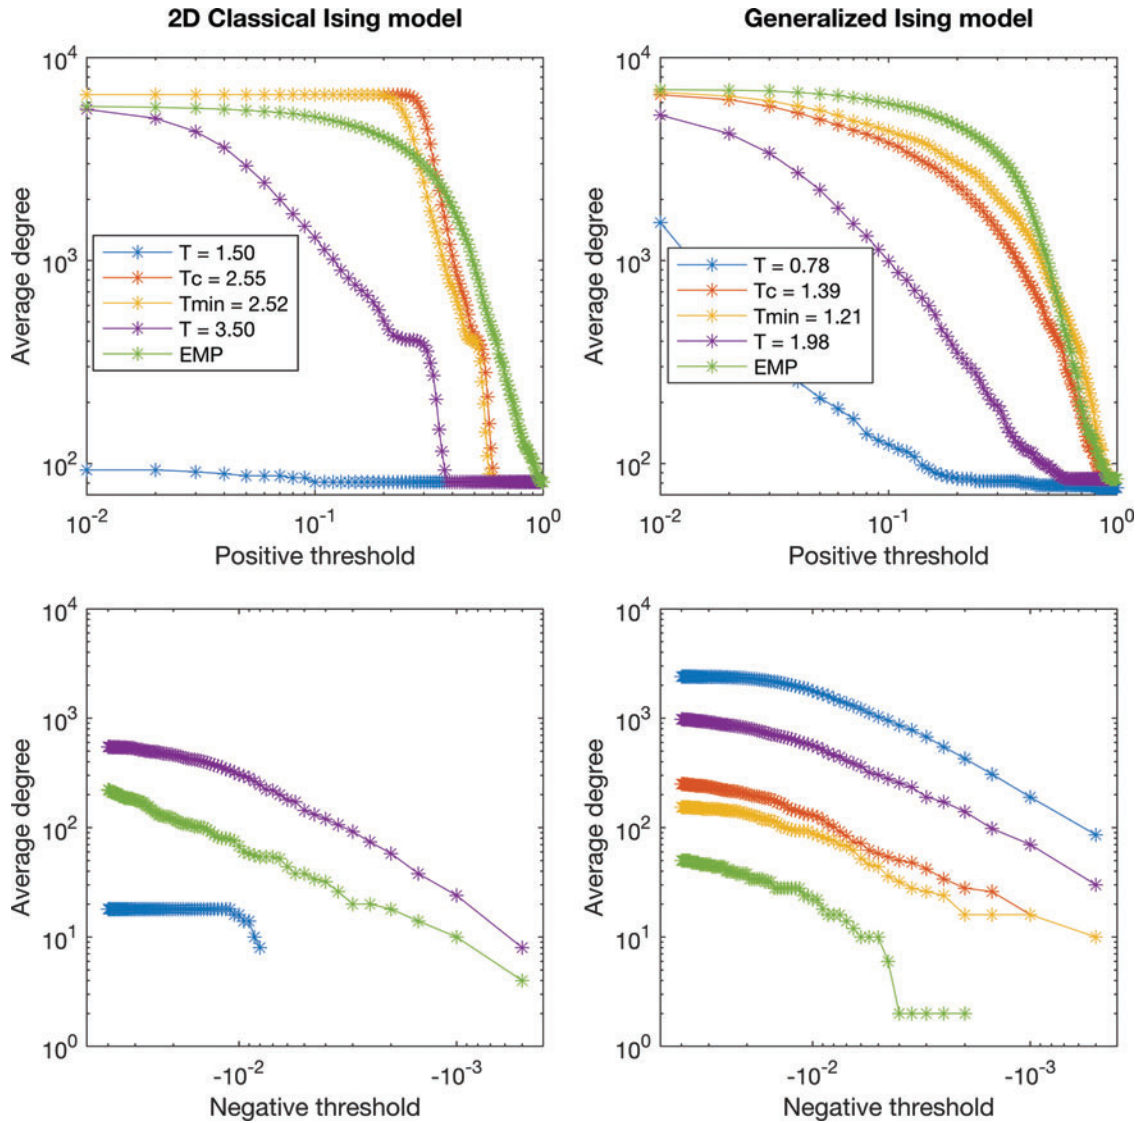 2D Classical Ising model
Generalized Ising model
10^4
10^3
10^2
Average degree
T = 1.50
Tc = 2.55
Tmin = 2.52
T = 3.50
EMP
10^-2
10^-1
10^0
Positive threshold
10^4
10^3
10^2
Average degree
T = 0.78
Tc = 1.39
Tmin = 1.21
T = 1.98
EMP
10^-2
10^-1
10^0
Positive threshold
10^4
10^3
10^2
10^1
10^0
Average degree
-10^-2
-10^-3
Negative threshold
10^4
10^3
10^2
10^1
10^0
Average degree
-10^-2
-10^-3
Negative threshold